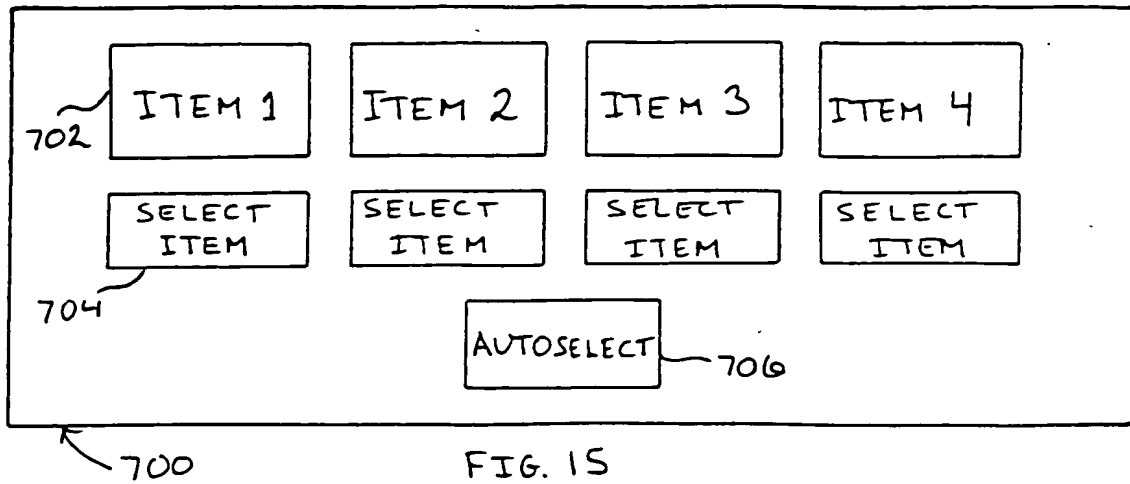 ITEM 1 ITEM 2 ITEM 3 ITEM 4
702
SELECT SELECT SELECT SELECT
ITEM ITEM ITEM ITEM
704
AUTOSELECT
706
700
FIG. 15